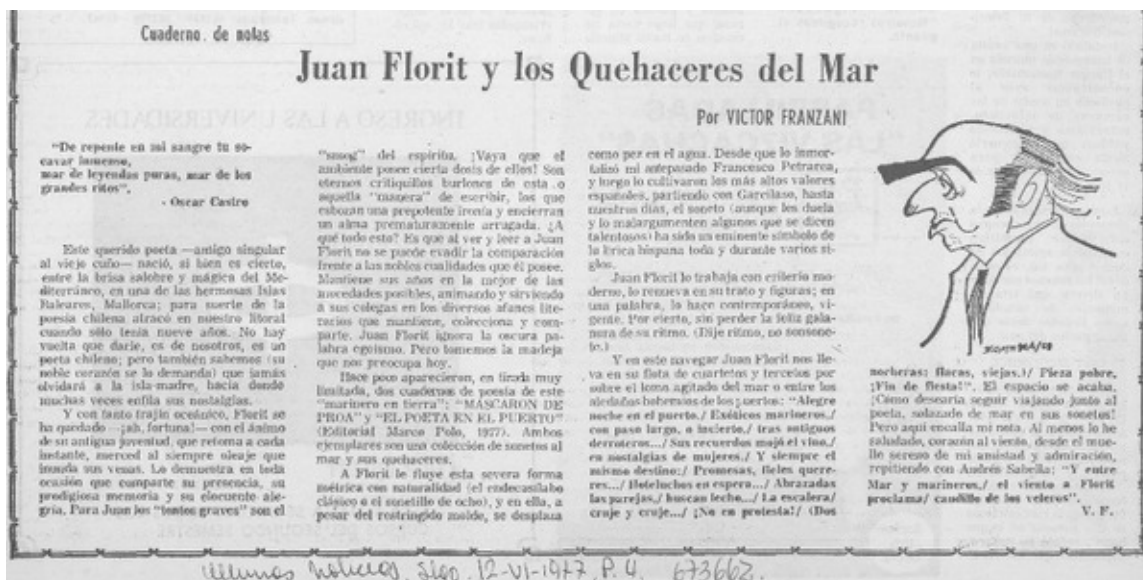 Cuaderno de notas
Juan Florit y los Quehaceres del Mar
Por VICTOR FRANZANI
"De repente en mi sangre tu so-
cavar inmenso,
mar de leyendas puras, mar de los
grandes ritos".
- Oscar Castro
Este querido poeta —amigo singular
al viejo cuño— nació, si bien es cierto,
entre la brisa salobre y mágica del Me-
diterráneo, en una de las hermosas Islas
Baleares, Mallorca; para suerte de la
poesía chilena atracó en nuestro litoral
cuando sólo tenía nueve años. No hay
vuelta que darle, es de nosotros, es un
poeta chileno; pero también sabemos (su
noble corazón se lo demanda) que jamás
olvidará a la isla-madre, hacia donde
muchas veces enfila sus nostalgias.
Y con tanto trajín oceánico, Florit se
ha quedado —¡ah, fortuna!— con el ánimo
de su antigua juventud, que retoma a cada
instante, merced al siempre oleaje que
inunda sus venas. Lo demuestra en toda
ocasión que comparte su presencia, su
prodigiosa memoria y su elocuente ale-
gría. Para Juan los "tontos graves" son el
"smog" del espíritu. ¡Vaya que el
ambiente posee cierta dosis de ellos! Son
eternos critiquillos burlones de esta o
aquella "manera" de escribir, los que
esbozan una prepotente ironía y encierran
un alma prematuramente arrugada. ¿A
qué todo esto? Es que al ver y leer a Juan
Florit no se puede evadir la comparación
frente a las nobles cualidades que él posee.
Mantiene sus años en la mejor de las
mocedades posibles, animando y sirviendo
a sus colegas en los diversos afanes lite-
rarios que mantiene, colecciona y com-
parte. Juan Florit ignora la oscura pa-
labra egoísmo. Pero tomemos la madeja
que nos preocupa hoy.
Hace poco aparecieron, en tirada muy
limitada, dos cuadernos de poesía de este
"marinero en tierra": "MASCARON DE
PROA" y "EL POETA EN EL PUERTO"
(Editorial Marco Polo, 1977). Ambos
ejemplares son una colección de sonetos al
mar y sus quehaceres.
A Florit le fluye esta severa forma
métrica con naturalidad (el endecasílabo
clásico o el sonetillo de ocho), y en ella, a
pesar del restringido molde, se desplaza
como pez en el agua. Desde que lo inmor-
talizó mi antepasado Francesco Petrarca,
y luego lo cultivaron los más altos valores
españoles, partiendo con Garcilaso, hasta
nuestros días, el soneto (aunque les duela
y lo malargumenten algunos que se dicen
talentosos) ha sido un eminente símbolo de
la lírica hispana toda y durante varios si-
glos.
Juan Florit lo trabaja con criterio mo-
derno, lo renueva en su trato y figuras; en
una palabra, lo hace contemporáneo, vi-
gente. Por cierto, sin perder la feliz gala-
nura de su ritmo. (Dije ritmo, no sonsone-
te.)
Y en este navegar Juan Florit nos lle-
va en su flota de cuartetos y tercetos por
sobre el lomo agitado del mar o entre los
aledaños bohemios de los puertos: "Alegre
noche en el puerto./ Exóticos marineros./
con paso largo, o incierto,/ tras antiguos
derroteros.../ Sus recuerdos mojó el vino,/
en nostalgias de mujeres./ Y siempre el
mismo destino:/ Promesas, fieles quere-
res.../ Hoteluchos en espera.../ Abrazadas
las parejas,/ buscan lecho.../ La escalera/
cruje y cruje.../ ¡No en protesta!/ (Dos
nocheras: flacas, viejas.)/ Pieza pobre,
¡Fin de fiesta!". El espacio se acaba.
¡Cómo desearía seguir viajando junto al
poeta, solazado de mar en sus sonetos!
Pero aquí encalla mi nota. Al menos lo he
saludado, corazón al viento, desde el mue-
lle sereno de mi amistad y admiración,
repitiendo con Andrés Sabella: "Y entre
Mar y marineros,/ el viento a Florit
proclama/ caudillo de los veleros".
V. F.
Ultimas Noticias, Stgo, 12-VI-1977, P. 4. 673662.